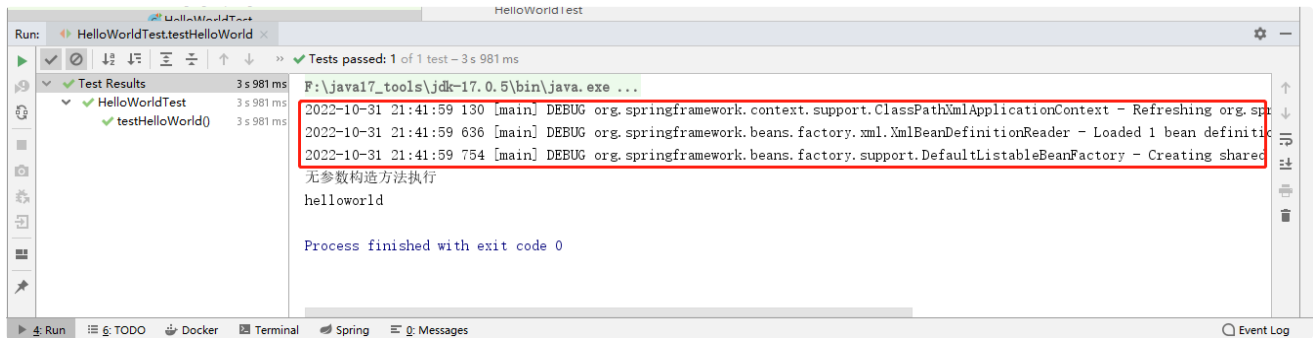 HelloWorldTest
HelloWorldTest
Run: HelloWorldTest.testHelloWorld ×
» Tests passed: 1 of 1 test – 3 s 981 ms
Test Results 3 s 981 ms
HelloWorldTest 3 s 981 ms
testHelloWorld() 3 s 981 ms
F:\java17_tools\jdk-17.0.5\bin\java.exe ...
2022-10-31 21:41:59 130 [main] DEBUG org.springframework.context.support.ClassPathXmlApplicationContext - Refreshing org.spr
2022-10-31 21:41:59 636 [main] DEBUG org.springframework.beans.factory.xml.XmlBeanDefinitionReader - Loaded 1 bean definitio
2022-10-31 21:41:59 754 [main] DEBUG org.springframework.beans.factory.support.DefaultListableBeanFactory - Creating shared
无参数构造方法执行
helloworld
Process finished with exit code 0
4: Run 6: TODO Docker Terminal Spring 0: Messages Event Log